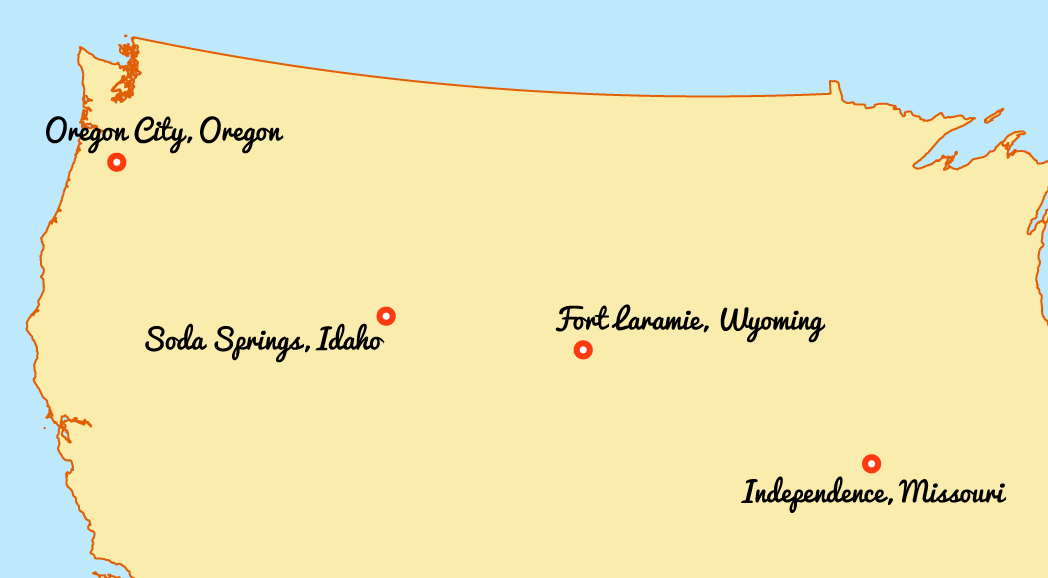 Oregon City, Oregon
Fort Laramie, Wyoming
Soda Springs, Idaho
Independence, Missouri